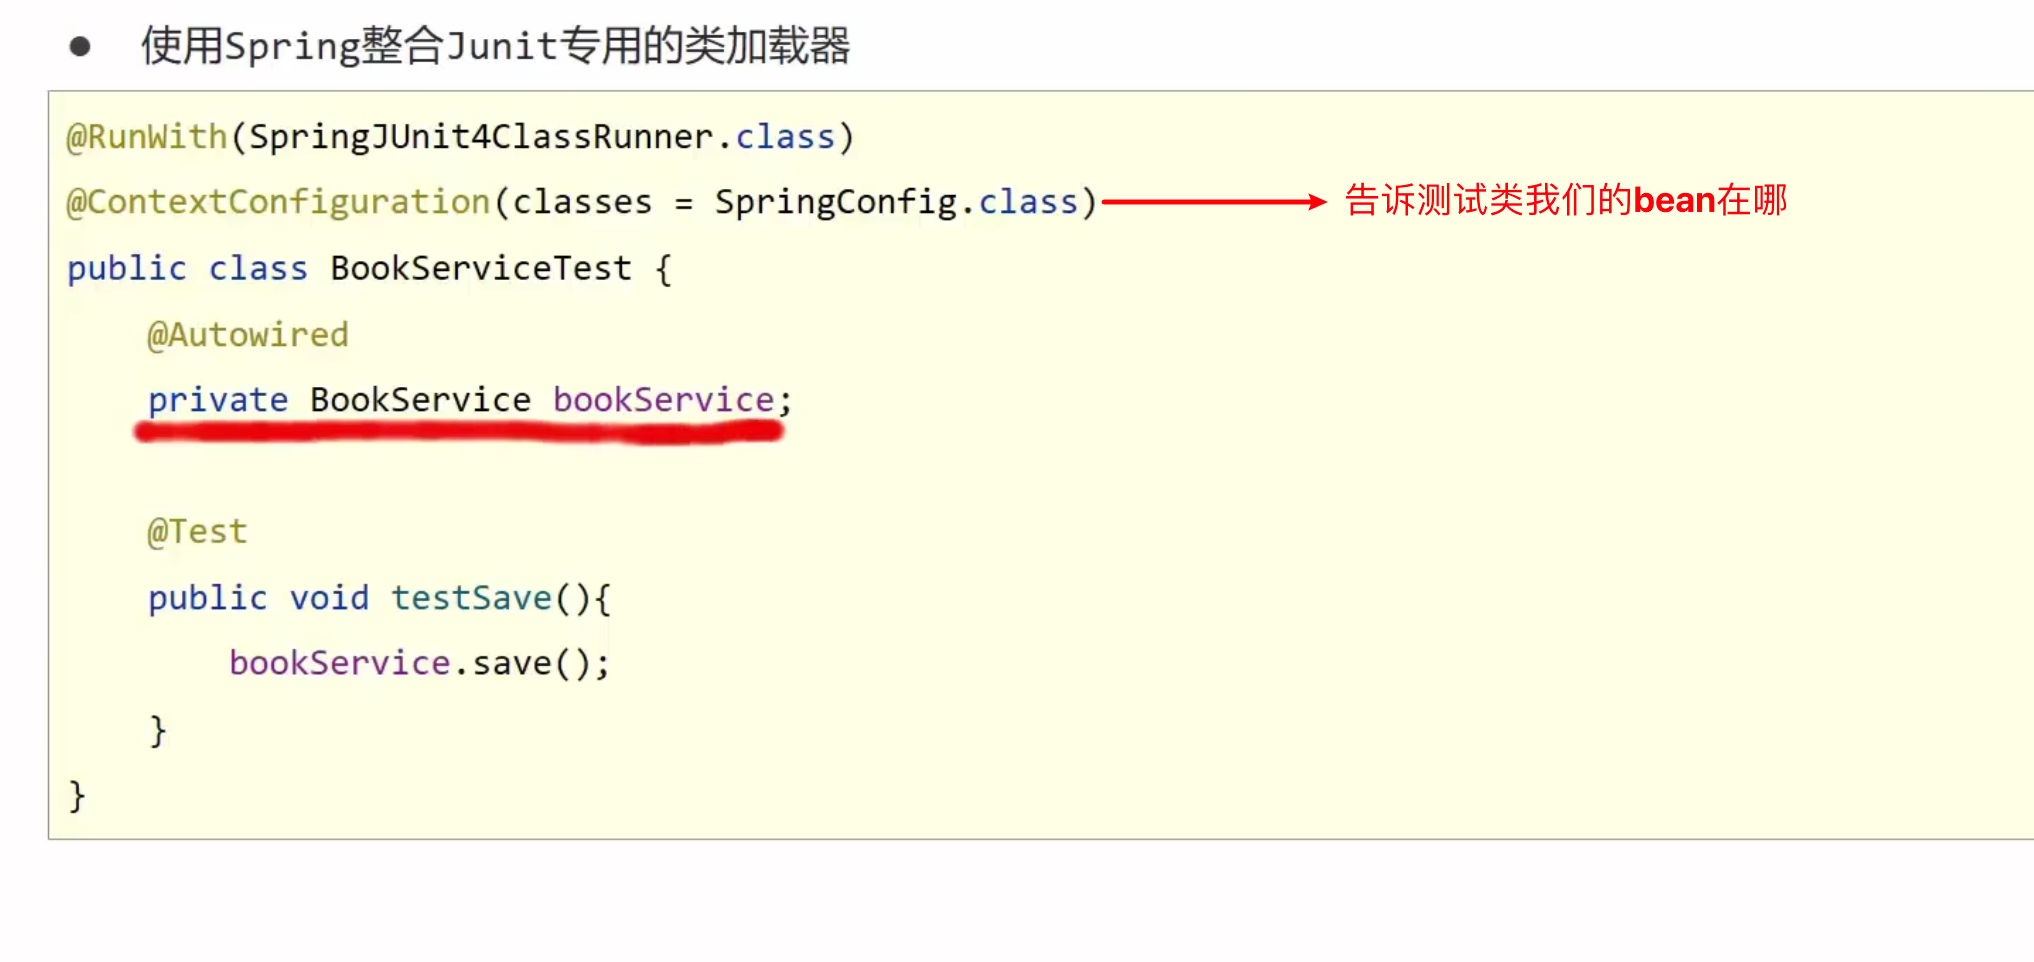 ● 使用Spring整合Junit专用的类加载器
@RunWith(SpringJUnit4ClassRunner.class)
@ContextConfiguration(classes = SpringConfig.class) 告诉测试类我们的bean在哪
public class BookServiceTest {
    @Autowired
    private BookService bookService;
    @Test
    public void testSave(){
        bookService.save();
    }
}